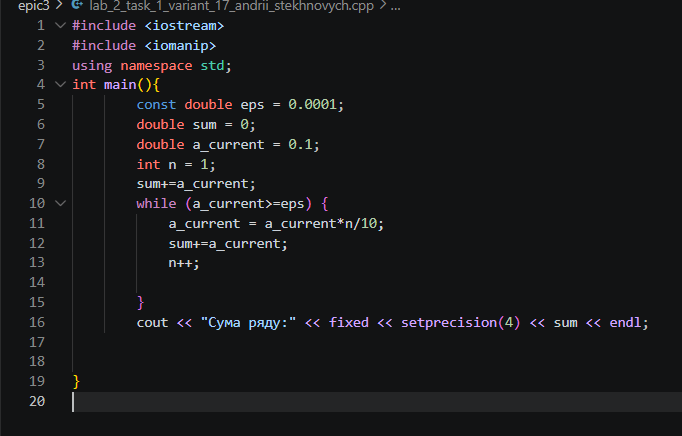 epic3 > lab_2_task_1_variant_17_andrii_stekhnovych.cpp > ...
1 #include <iostream>
2 #include <iomanip>
3 using namespace std;
4 int main(){
5 const double eps = 0.0001;
6 double sum = 0;
7 double a_current = 0.1;
8 int n = 1;
9 sum+=a_current;
10 while (a_current>=eps) {
11 a_current = a_current*n/10;
12 sum+=a_current;
13 n++;
14
15 }
16 cout << "Сума ряду:" << fixed << setprecision(4) << sum << endl;
17
18
19 }
20